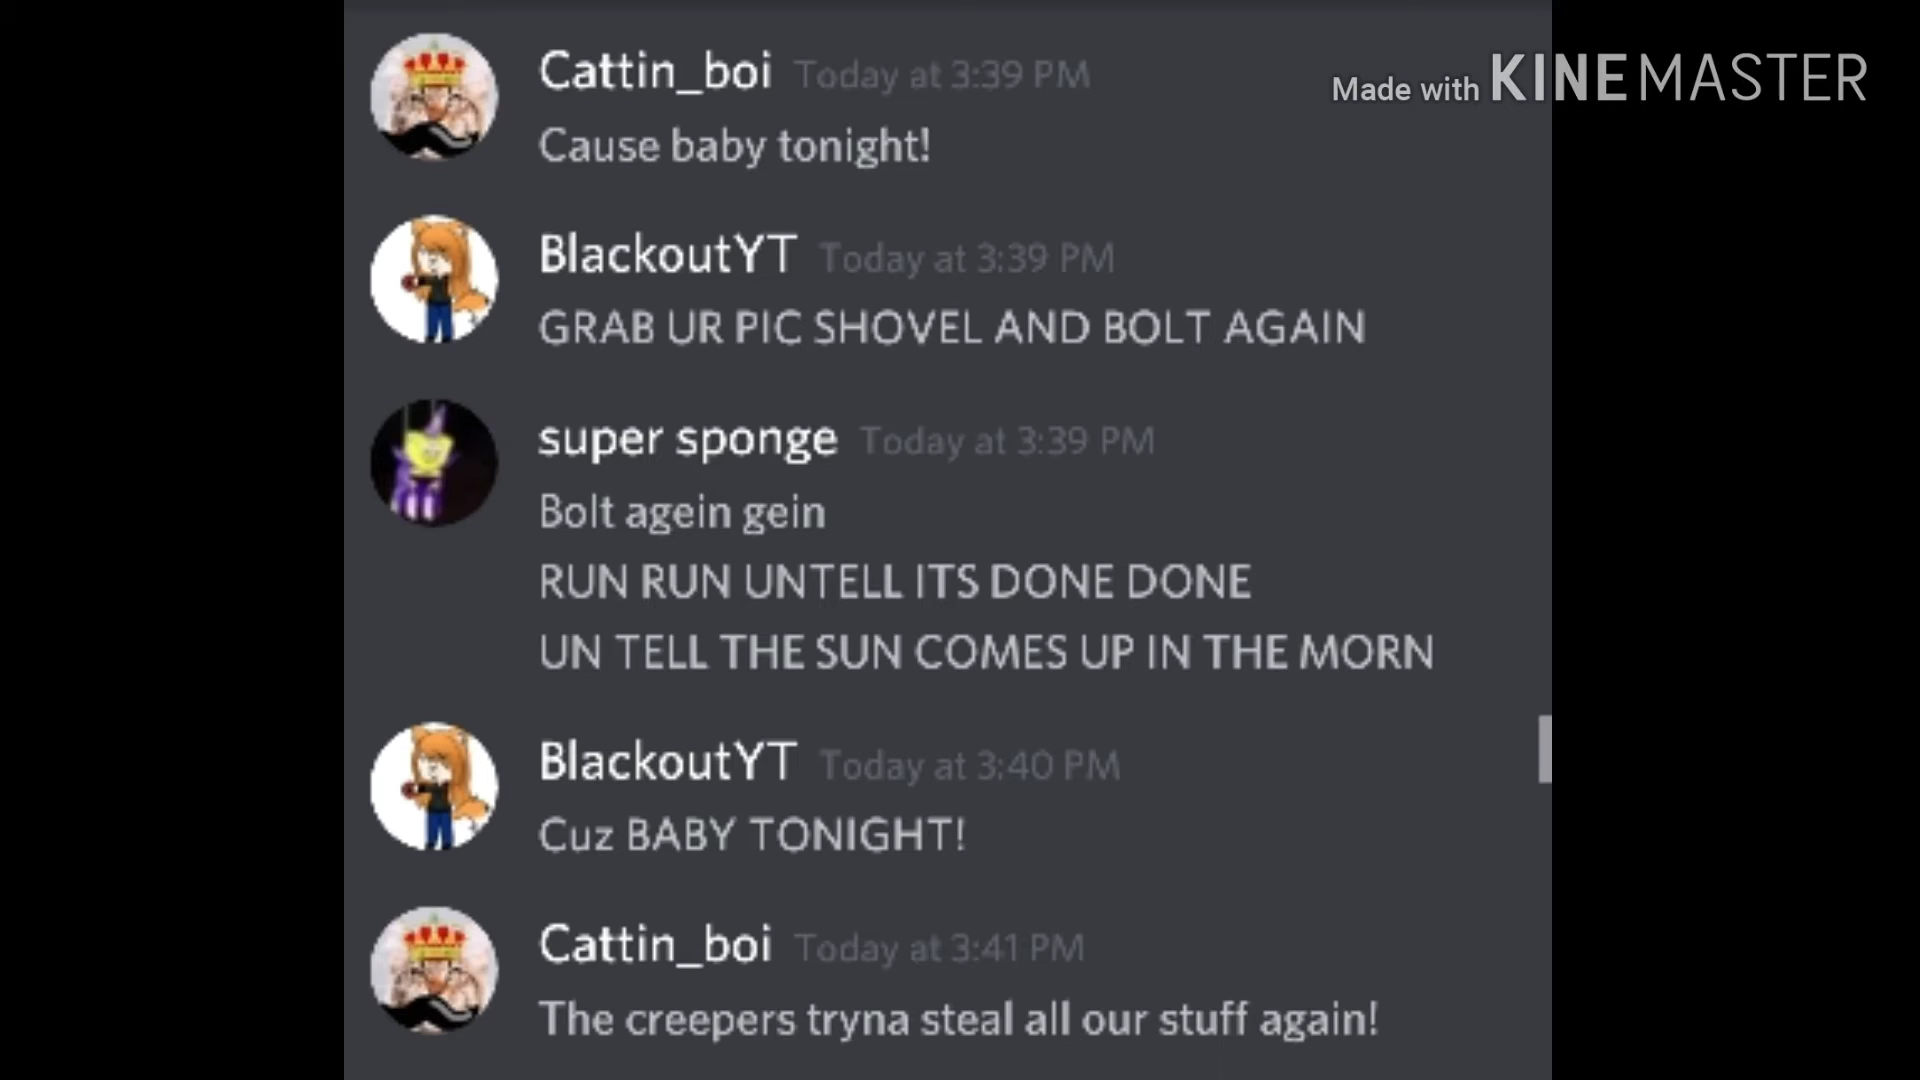 Cattin_boi Today at 3:39 PM
Made with KINEMASTER
Cause baby tonight!
BlackoutYT Today at 3:39 PM
GRAB UR PIC SHOVEL AND BOLT AGAIN
super sponge Today at 3:39 PM
Bolt agein gein
RUN RUN UNTELL ITS DONE DONE
UN TELL THE SUN COMES UP IN THE MORN
BlackoutYT Today at 3:40 PM
Cuz BABY TONIGHT!
Cattin_boi Today at 3:41 PM
The creepers tryna steal all our stuff again!